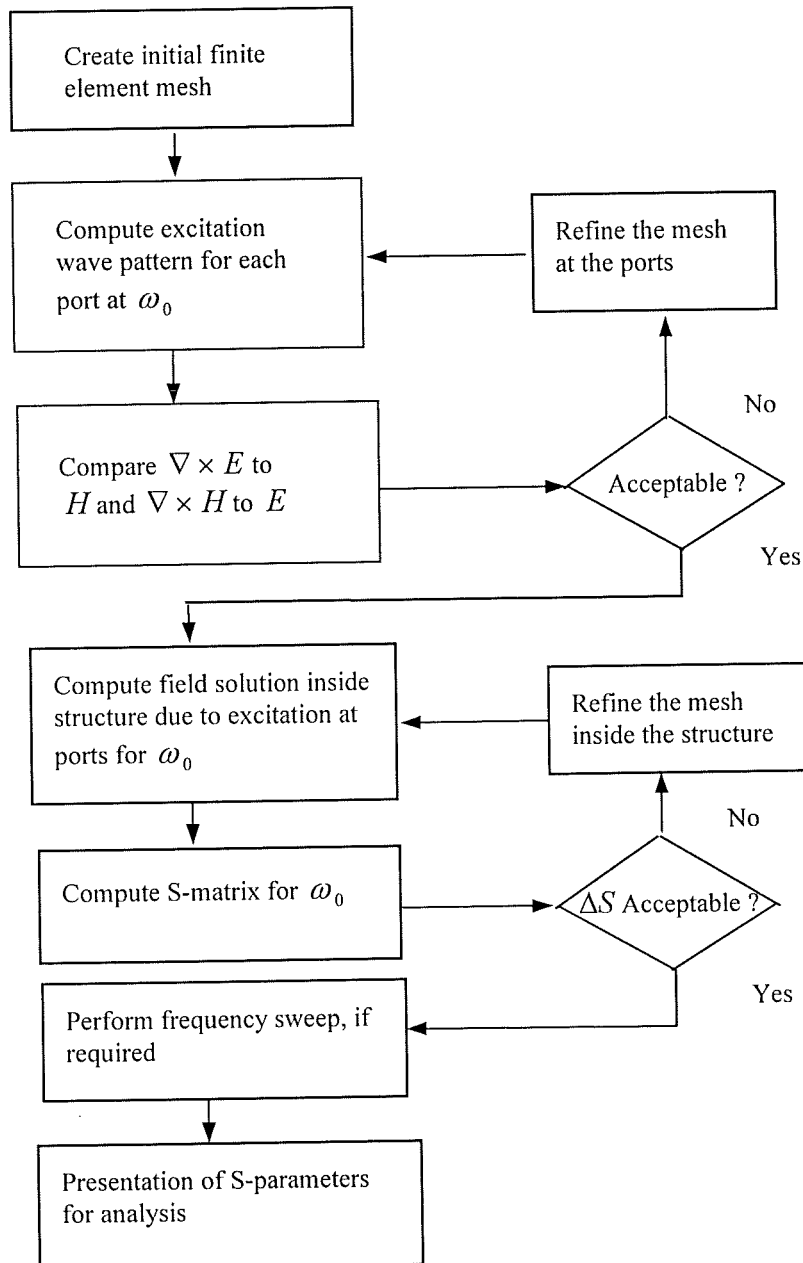 Create initial finite
element mesh
Compute excitation
wave pattern for each
port at ω₀
Refine the mesh
at the ports
Compare ∇ × E to
H and ∇ × H to E
Acceptable ?
No
Yes
Compute field solution inside
structure due to excitation at
ports for ω₀
Refine the mesh
inside the structure
Compute S-matrix for ω₀
ΔS Acceptable ?
No
Yes
Perform frequency sweep, if
required
Presentation of S-parameters
for analysis